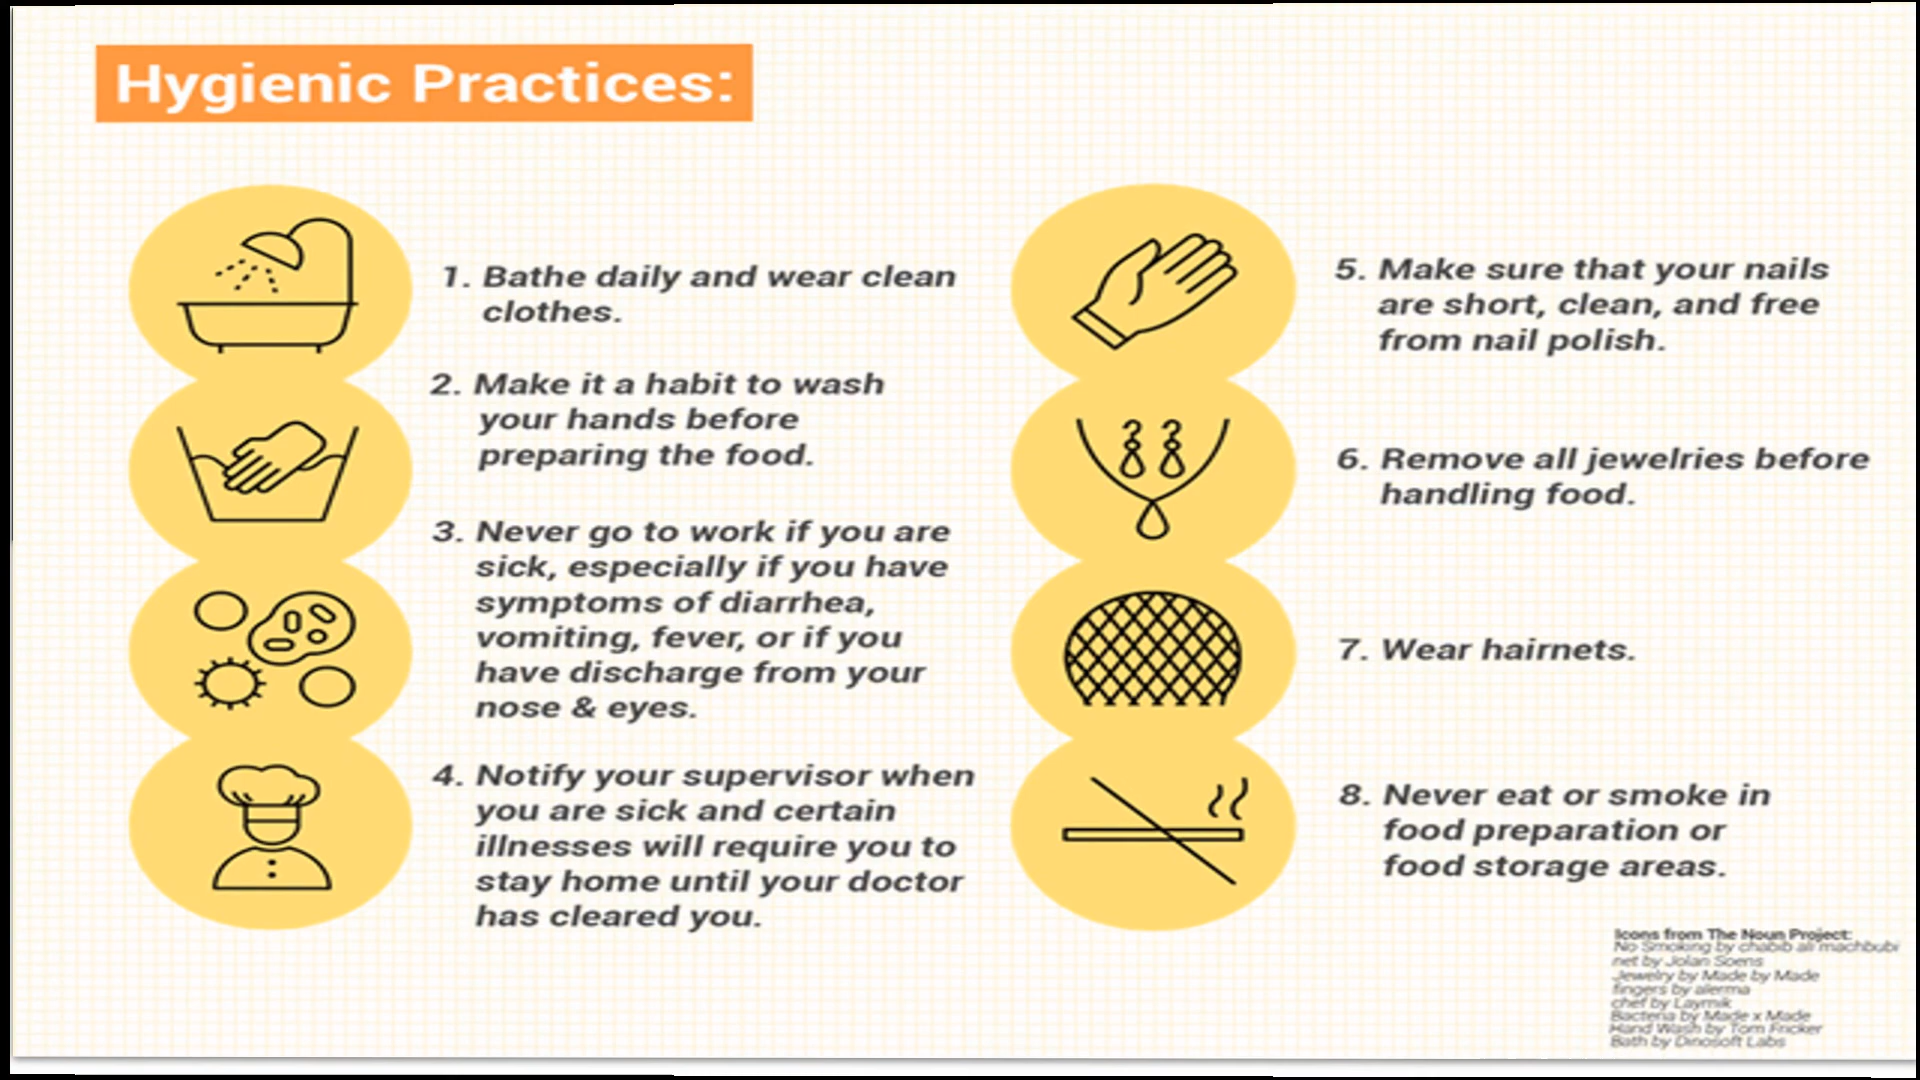 Hygienic Practices:
1. Bathe daily and wear clean
clothes.
2. Make it a habit to wash
your hands before
preparing the food.
3. Never go to work if you are
sick, especially if you have
symptoms of diarrhea,
vomiting, fever, or if you
have discharge from your
nose & eyes.
4. Notify your supervisor when
you are sick and certain
illnesses will require you to
stay home until your doctor
has cleared you.
5. Make sure that your nails
are short, clean, and free
from nail polish.
6. Remove all jewelries before
handling food.
7. Wear hairnets.
8. Never eat or smoke in
food preparation or
food storage areas.
Icons from The Noun Project:
No Smoking by chabib ali machbubi
net by Jolan Soens
Jewelry by Made by Made
fingers by alerma
chef by Laymik
Bacteria by Made x Made
Hand Wash by Tom Fricker
Bath by Dinosoft Labs